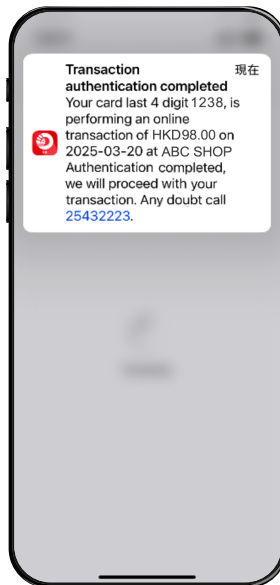 Transaction 現在
authentication completed
Your card last 4 digit 1238, is
performing an online
transaction of HKD98.00 on
2025-03-20 at ABC SHOP
Authentication completed,
we will proceed with your
transaction. Any doubt call
25432223.